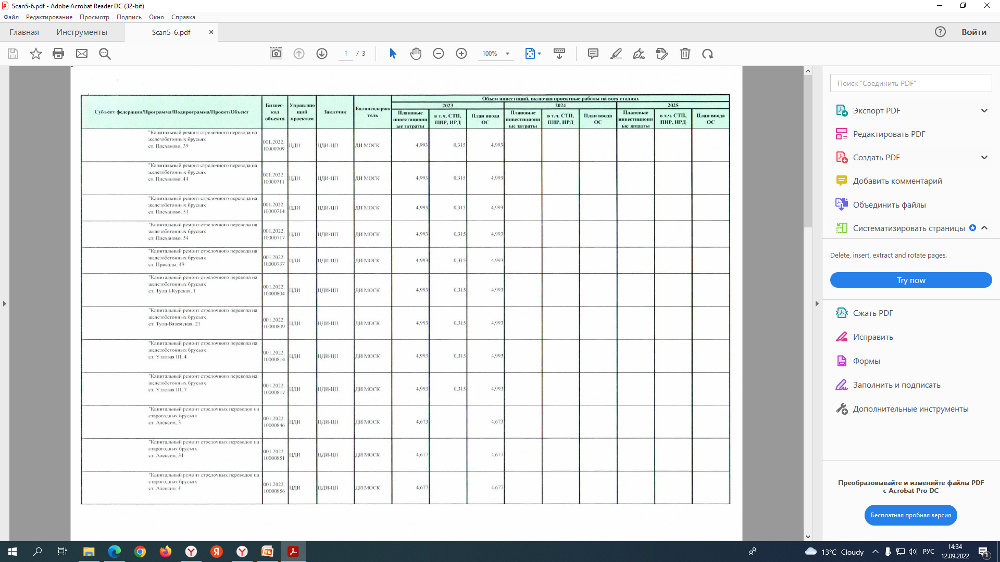 Scan5-6.pdf - Adobe Acrobat Reader DC (32-bit)
Файл Редактирование Просмотр Подпись Окно Справка
Главная Инструменты Scan5-6.pdf × Войти
1 / 3 100%
Объем инвестиций, включая проектные работы на всех стадиях
Субъект федерации/Программа/Подпрограмма/Проект/Объект
Бизнес-
код
объекта
Управляю
щий
проектом
Заказчик
Балансодержа
тель
2023 2024 2025
Плановые
инвестиционн
ые затраты
в т.ч. СТП,
ПИР, ИРД
План ввода
ОС
Плановые
инвестиционн
ые затраты
в т.ч. СТП,
ПИР, ИРД
План ввода
ОС
Плановые
инвестиционн
ые затраты
в т.ч. СТП,
ПИР, ИРД
План ввода
ОС
"Капитальный ремонт стрелочного перевода на
железобетонных брусьях
ст. Плеханово, 39
001.2022.
10000709
ЦДИ ЦДИ-ЦП ДИ МОСК 4,993 0,315 4,993
"Капитальный ремонт стрелочного перевода на
железобетонных брусьях
ст. Плеханово, 44
001.2022.
10000711
ЦДИ ЦДИ-ЦП ДИ МОСК 4,993 0,315 4,993
"Капитальный ремонт стрелочного перевода на
железобетонных брусьях
ст. Плеханово, 51
001.2022.
10000714
ЦДИ ЦДИ-ЦП ДИ МОСК 4,993 0,315 4,993
"Капитальный ремонт стрелочного перевода на
железобетонных брусьях
ст. Плеханово, 54
001.2022.
10000717
ЦДИ ЦДИ-ЦП ДИ МОСК 4,993 0,315 4,993
"Капитальный ремонт стрелочного перевода на
железобетонных брусьях
ст. Присады, 49
001.2022.
10000737
ЦДИ ЦДИ-ЦП ДИ МОСК 4,993 0,315 4,993
"Капитальный ремонт стрелочного перевода на
железобетонных брусьях
ст. Тула I-Курская, 1
001.2022.
10000804
ЦДИ ЦДИ-ЦП ДИ МОСК 4,993 0,315 4,993
"Капитальный ремонт стрелочного перевода на
железобетонных брусьях
ст. Тула-Вяземская, 21
001.2022.
10000809
ЦДИ ЦДИ-ЦП ДИ МОСК 4,993 0,315 4,993
"Капитальный ремонт стрелочного перевода на
железобетонных брусьях
ст. Узловая III, 4
001.2022.
10000814
ЦДИ ЦДИ-ЦП ДИ МОСК 4,993 0,315 4,993
"Капитальный ремонт стрелочного перевода на
железобетонных брусьях
ст. Узловая III, 7
001.2022.
10000817
ЦДИ ЦДИ-ЦП ДИ МОСК 4,993 0,315 4,993
"Капитальный ремонт стрелочных переводов на
старогодных брусьях
ст. Алексин, 3
001.2022.
10000846
ЦДИ ЦДИ-ЦП ДИ МОСК 4,673 4,673
"Капитальный ремонт стрелочных переводов на
старогодных брусьях
ст. Алексин, 34
001.2022.
10000851
ЦДИ ЦДИ-ЦП ДИ МОСК 4,677 4,677
"Капитальный ремонт стрелочных переводов на
старогодных брусьях
ст. Алексин, 4
001.2022.
10000856
ЦДИ ЦДИ-ЦП ДИ МОСК 4,677 4,677
Поиск "Соединить PDF"
Экспорт PDF
Редактировать PDF
Создать PDF
Добавить комментарий
Объединить файлы
Систематизировать страницы
Delete, insert, extract and rotate pages.
Try now
Сжать PDF
Исправить
Формы
Заполнить и подписать
Дополнительные инструменты
Преобразовывайте и изменяйте файлы PDF
с Acrobat Pro DC
Бесплатная пробная версия
13°C Cloudy РУС
14:34
12.09.2022
1